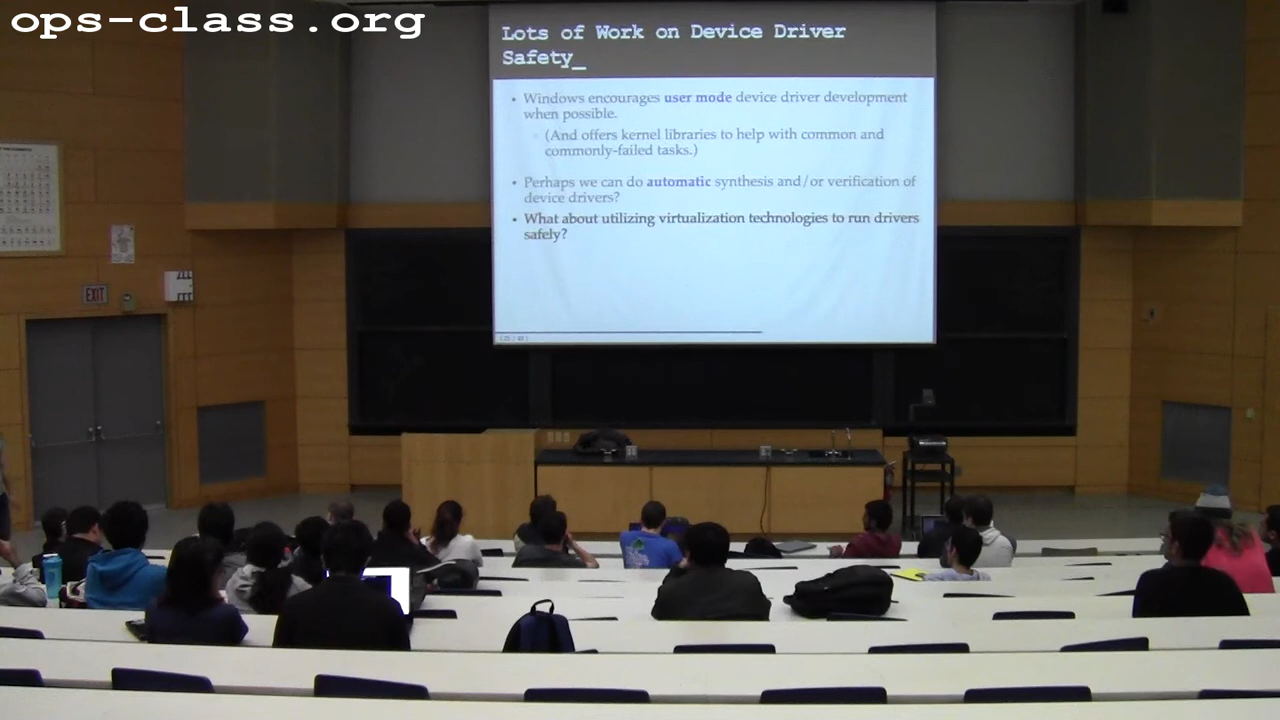 ops-class.org
Lots of Work on Device Driver
Safety_
• Windows encourages user mode device driver development
when possible.
(And offers kernel libraries to help with common and
commonly-failed tasks.)
• Perhaps we can do automatic synthesis and/or verification of
device drivers?
• What about utilizing virtualization technologies to run drivers
safely?
EXIT